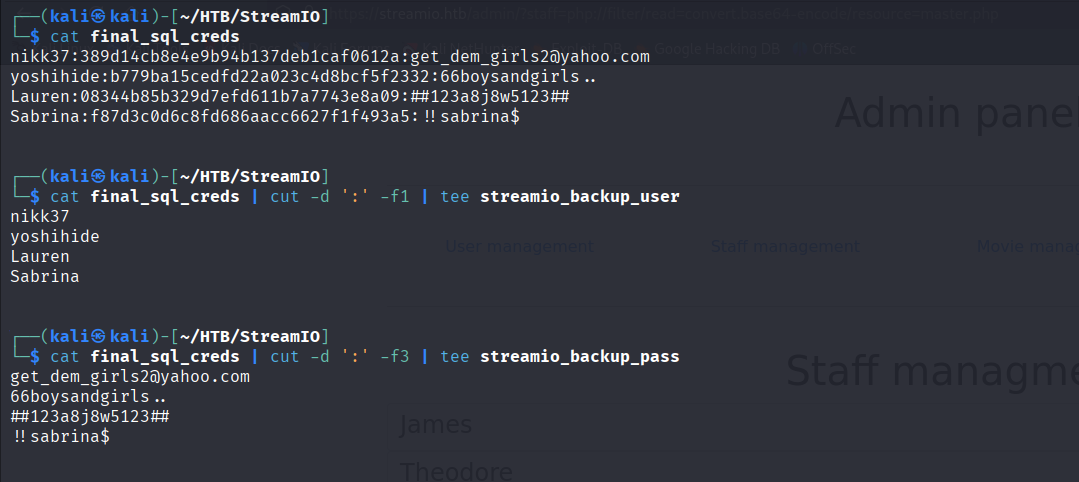 ┌──(kali㉿kali)-[~/HTB/StreamIO]
└─$ cat final_sql_creds
nikk37:389d14cb8e4e9b94b137deb1caf0612a:get_dem_girls2@yahoo.com
yoshihide:b779ba15cedfd22a023c4d8bcf5f2332:66boysandgirls..
Lauren:08344b85b329d7efd611b7a7743e8a09:##123a8j8w5123##
Sabrina:f87d3c0d6c8fd686aacc6627f1f493a5:!!sabrina$
┌──(kali㉿kali)-[~/HTB/StreamIO]
└─$ cat final_sql_creds | cut -d ':' -f1 | tee streamio_backup_user
nikk37
yoshihide
Lauren
Sabrina
┌──(kali㉿kali)-[~/HTB/StreamIO]
└─$ cat final_sql_creds | cut -d ':' -f3 | tee streamio_backup_pass
get_dem_girls2@yahoo.com
66boysandgirls..
##123a8j8w5123##
!!sabrina$
Google Hacking DB OffSec
Admin pane
User management Staff management Movie mana
Staff managme
James
Theodore